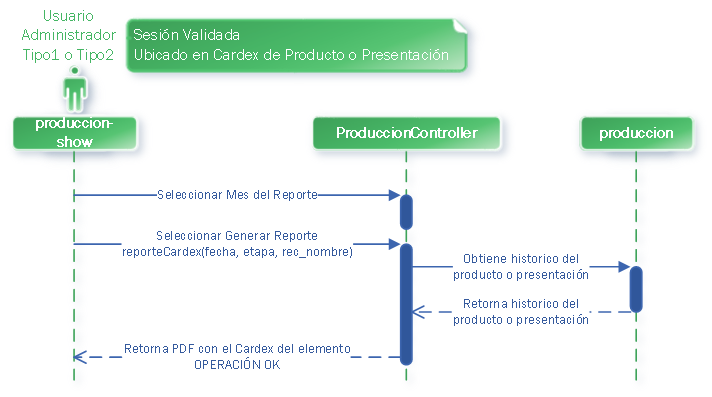 Usuario
Administrador
Tipo1 o Tipo2
Sesión Validada
Ubicado en Cardex de Producto o Presentación
produccion-
show
ProduccionController
produccion
Seleccionar Mes del Reporte
Seleccionar Generar Reporte
reporteCardex(fecha, etapa, rec_nombre)
Obtiene historico del
producto o presentación
Retorna historico del
producto o presentación
Retorna PDF con el Cardex del elemento
OPERACIÓN OK